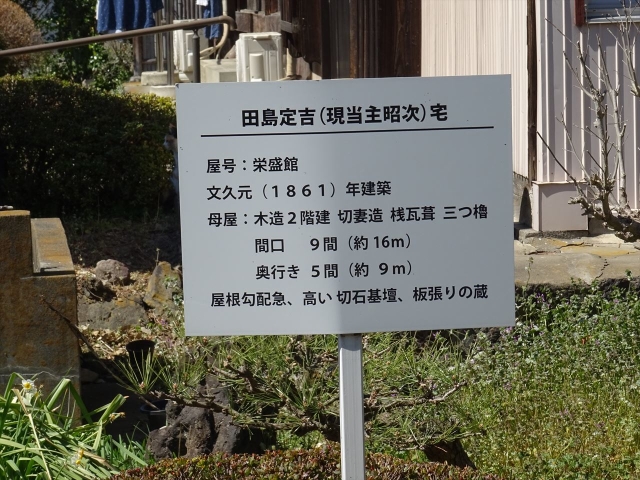 田島定吉（現当主昭次）宅
屋号：栄盛館
文久元（１８６１）年建築
母屋：木造２階建 切妻造 桟瓦葺 三つ櫓
間口　９間（約16ｍ）
奥行き ５間（約 ９ｍ）
屋根勾配急、高い切石基壇、板張りの蔵